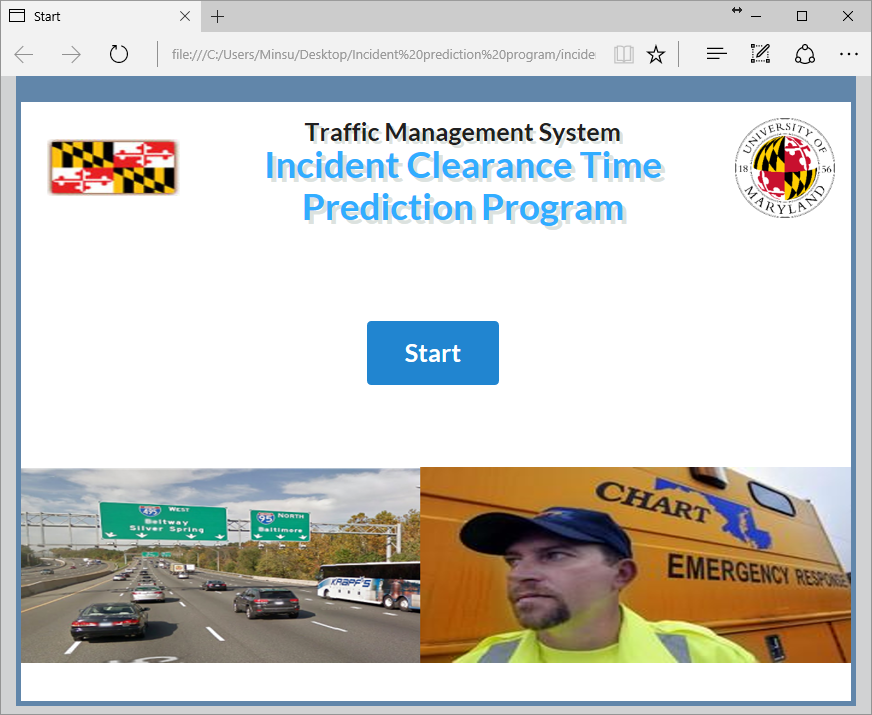 Start
file:///C:/Users/Minsu/Desktop/Incident%20prediction%20program/incide
Traffic Management System
Incident Clearance Time
Prediction Program
UNIVERSITY OF
18 56
MARYLAND
Start
WEST
495
Beltway
Silver Spring
NORTH
95
Baltimore
KRAPF'S
CHART
EMERGENCY RESPONSE